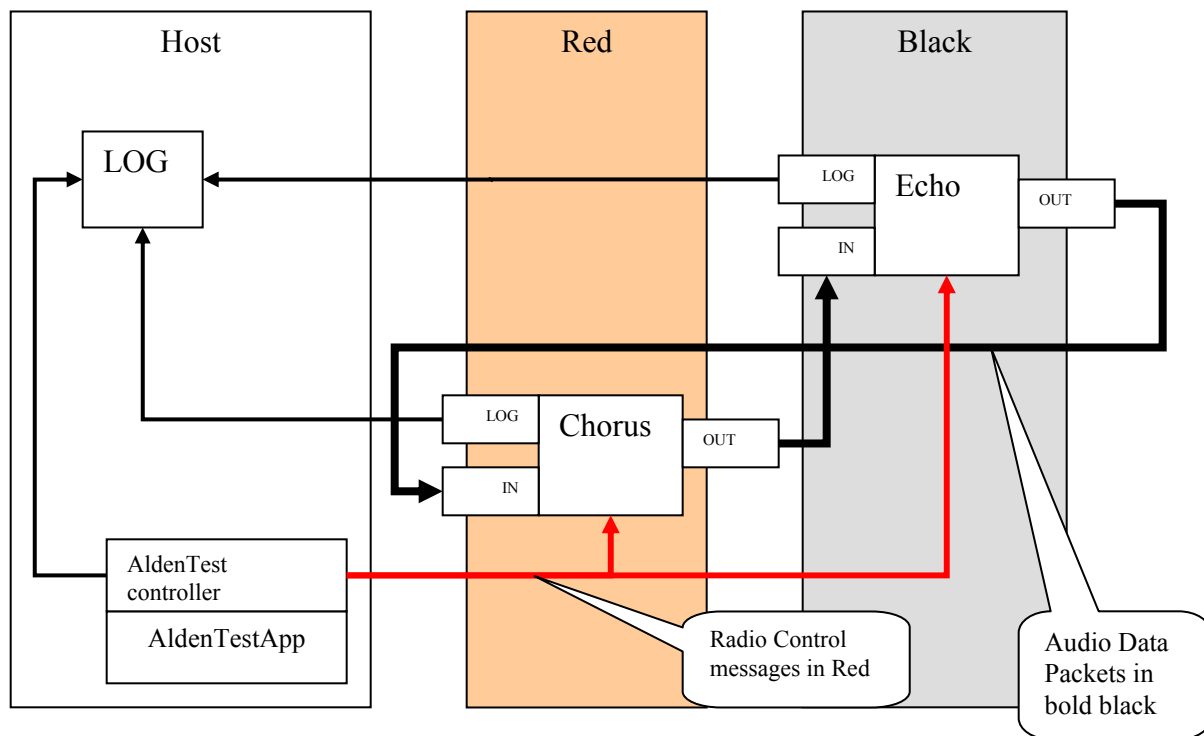 Host
Red
Black
LOG
LOG
Echo
OUT
IN
LOG
Chorus
OUT
IN
AldenTest
controller
AldenTestApp
Radio Control
messages in Red
Audio Data
Packets in
bold black